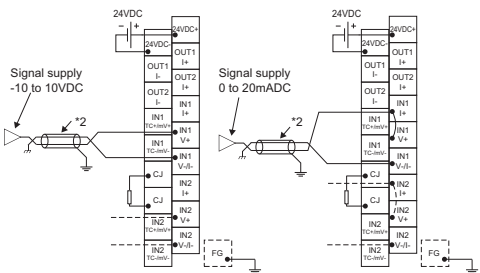 24VDC
24VDC-
24VDC+
OUT1
I-
OUT1
I+
OUT2
I-
OUT2
I+
IN1
TC+/mV+
IN1
I+
IN1
TC-/mV-
IN1
V+
CJ
IN1
V-/I-
CJ
IN2
I+
IN2
TC+/mV+
IN2
V+
IN2
TC-/mV-
IN2
V-/I-
Signal supply
-10 to 10VDC
*2
FG
24VDC
24VDC-
24VDC+
OUT1
I-
OUT1
I+
OUT2
I-
OUT2
I+
IN1
TC+/mV+
IN1
I+
IN1
TC-/mV-
IN1
V+
CJ
IN1
V-/I-
CJ
IN2
I+
IN2
TC+/mV+
IN2
V+
IN2
TC-/mV-
IN2
V-/I-
Signal supply
0 to 20mADC
*2
FG